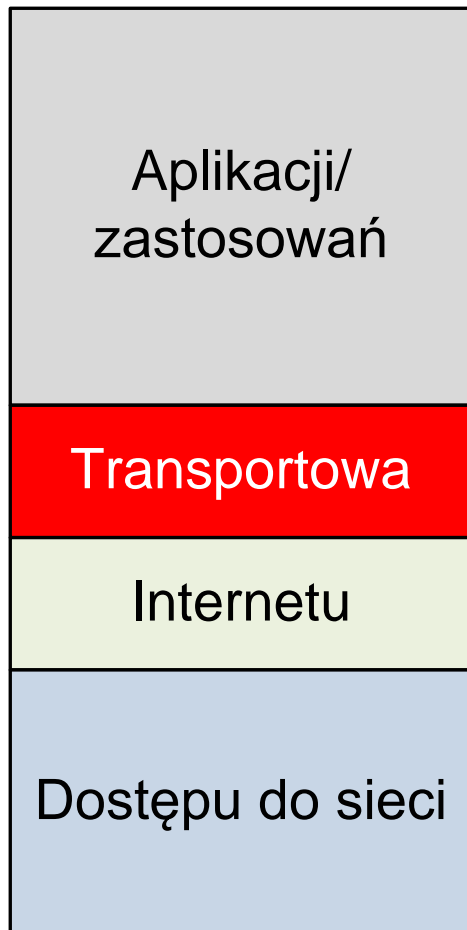 Aplikacji/
zastosowań
Transportowa
Internetu
Dostępu do sieci